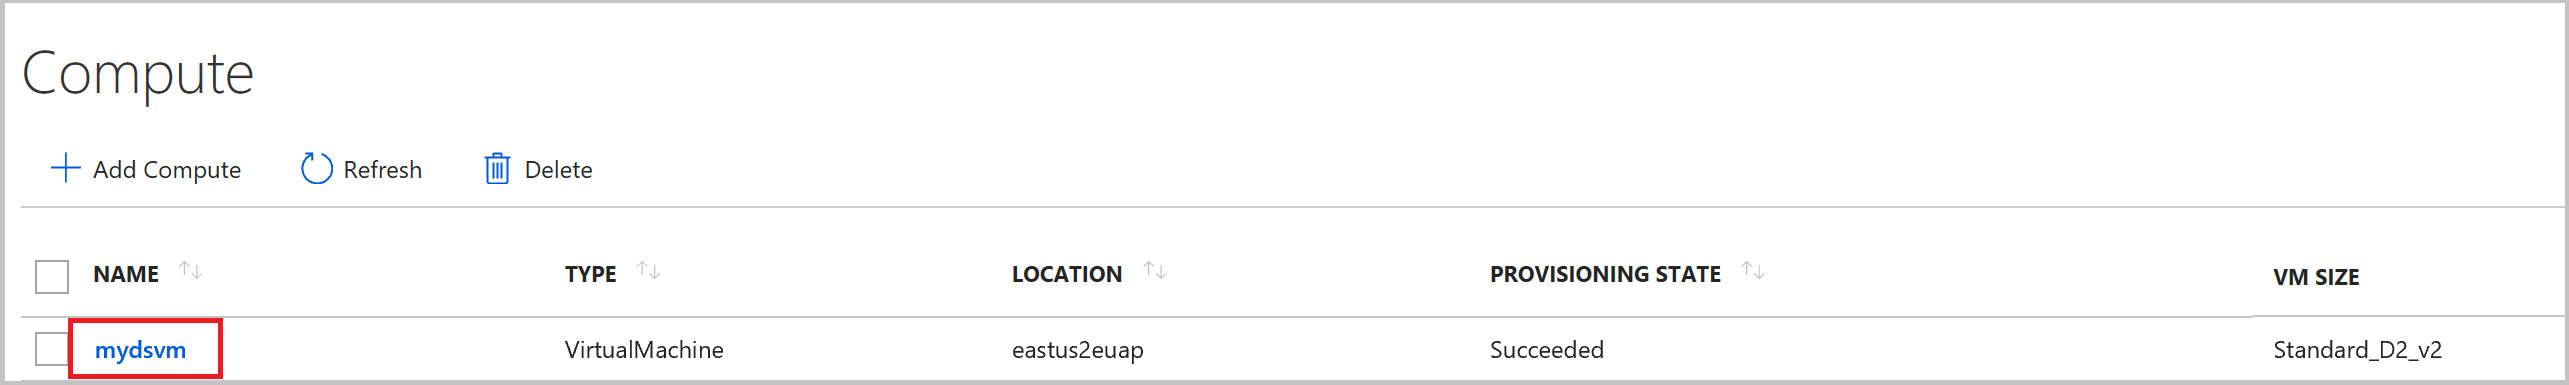 Compute
Add Compute Refresh Delete
NAME TYPE LOCATION PROVISIONING STATE VM SIZE
mydsvm VirtualMachine eastus2euap Succeeded Standard_D2_v2